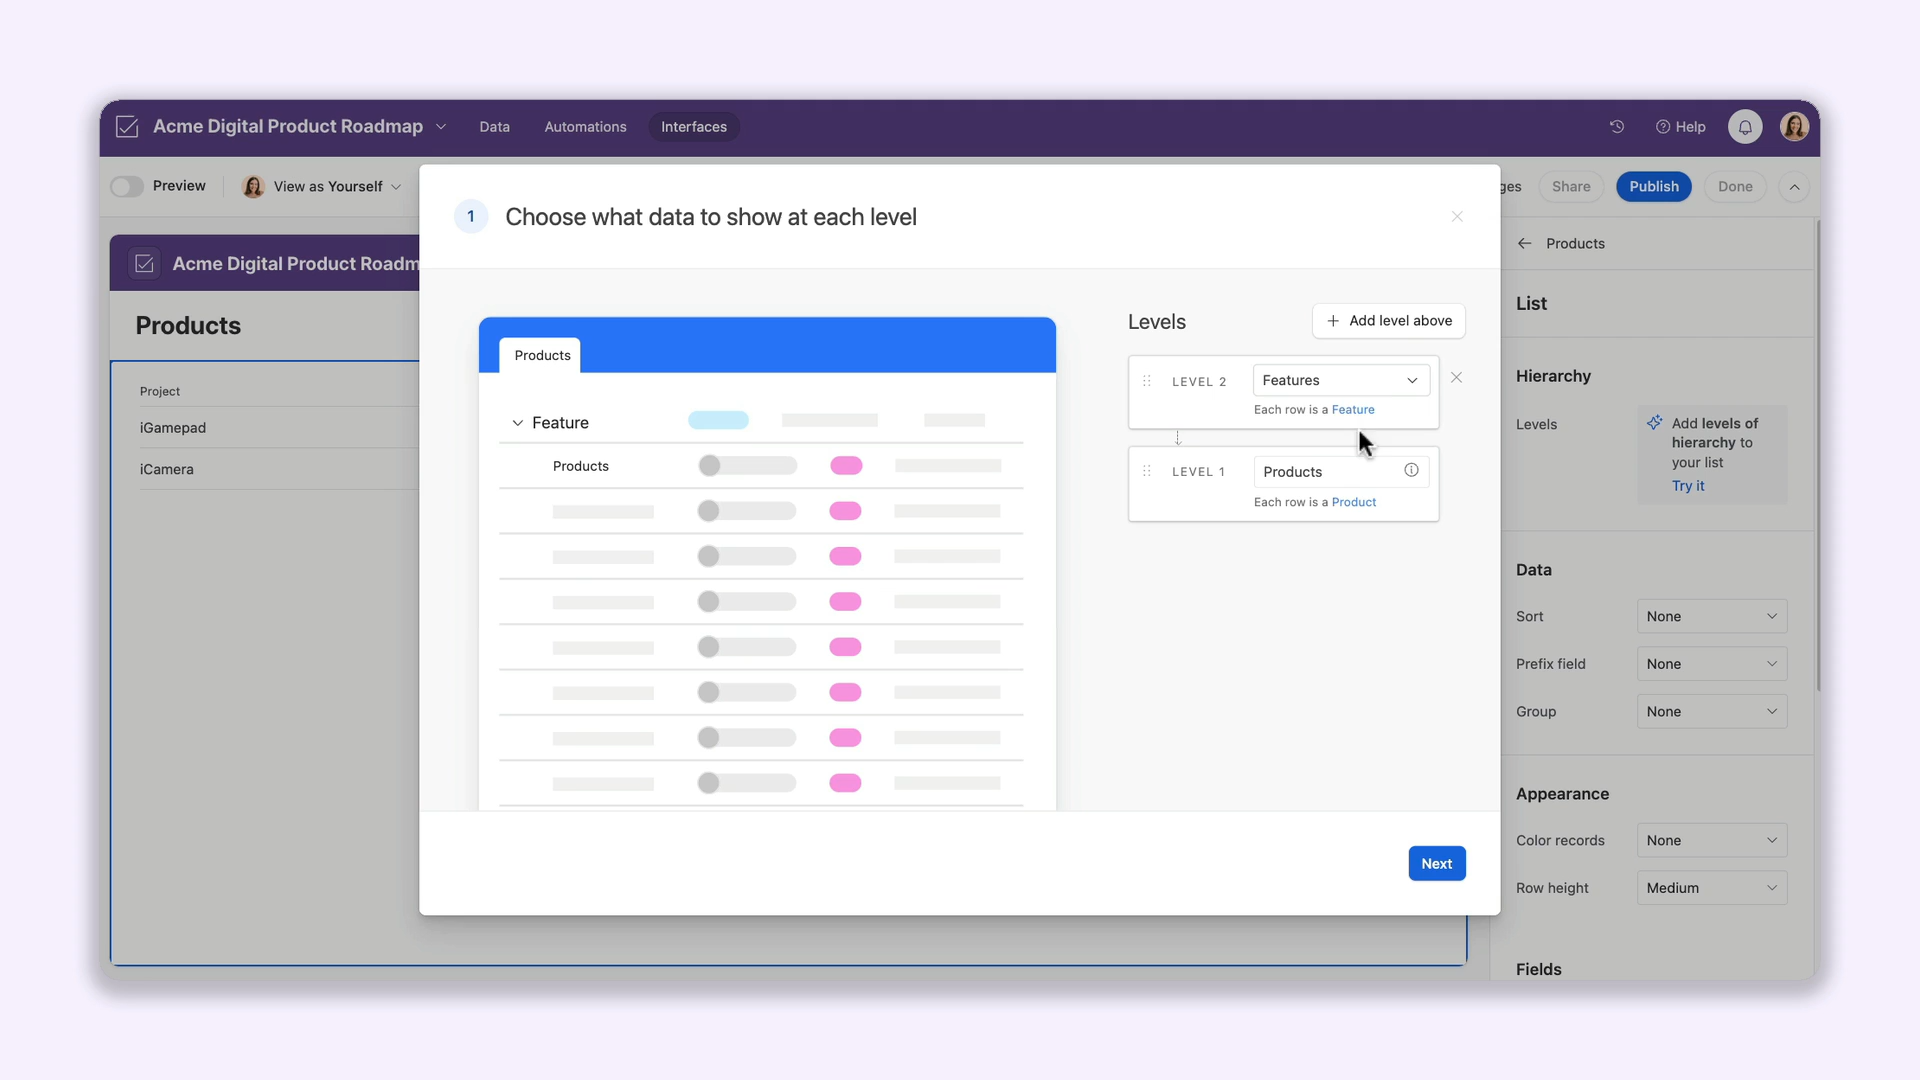 Acme Digital Product Roadmap
Data
Automations
Interfaces
Help
Preview
View as Yourself
Share
Publish
Done
1
Choose what data to show at each level
Acme Digital Product Roadm
Products
Project
iGamepad
iCamera
Products
Feature
Products
Levels
+ Add level above
LEVEL 2
Features
Each row is a Feature
LEVEL 1
Products
Each row is a Product
Next
Products
List
Hierarchy
Levels
Add levels of
hierarchy to
your list
Try it
Data
Sort
None
Prefix field
None
Group
None
Appearance
Color records
None
Row height
Medium
Fields